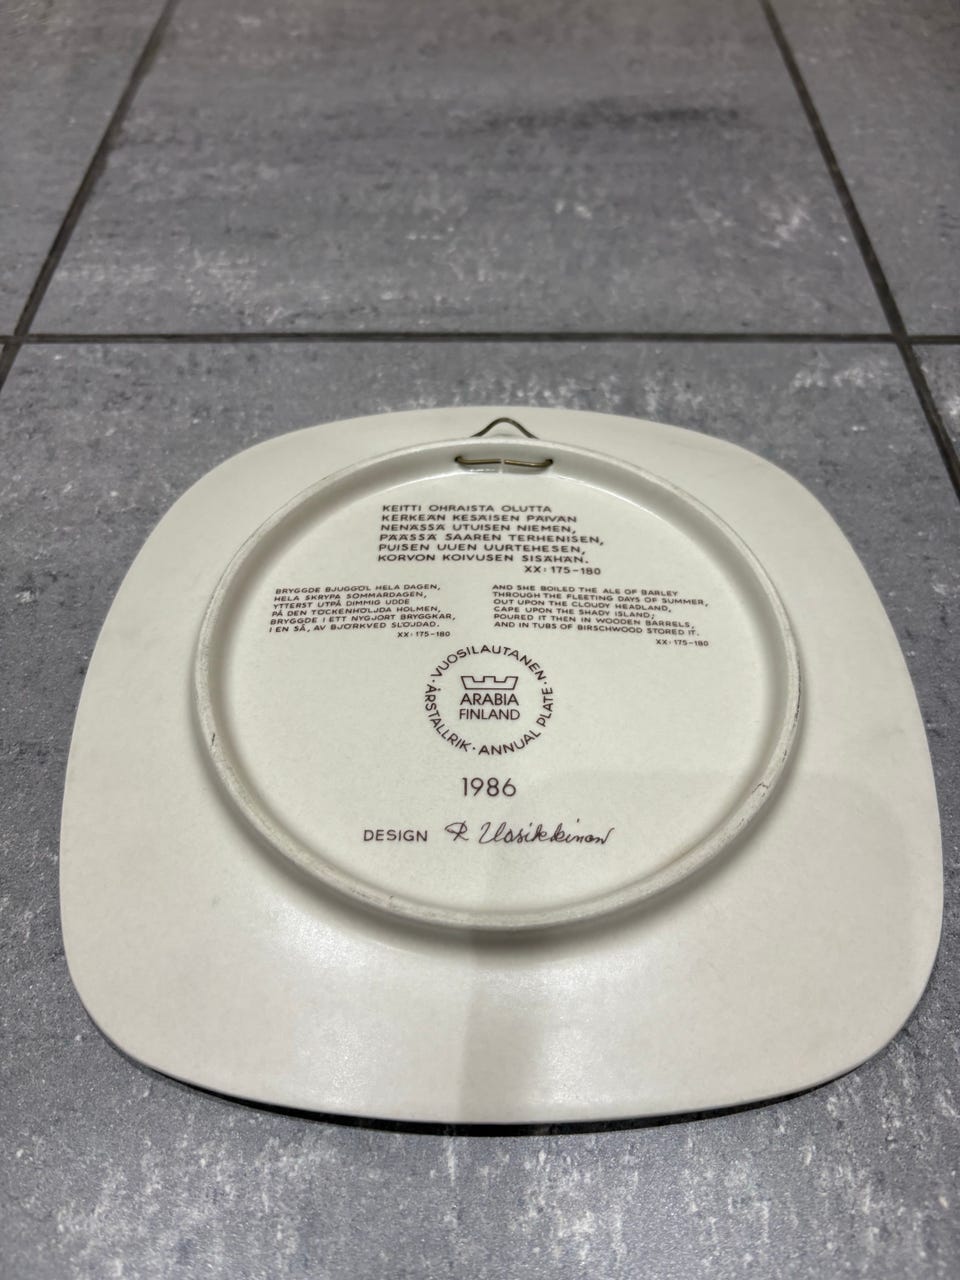 KEITTI OHRAISTA OLUTTA
KERKEÄN KESÄISEN PÄIVÄN
NENÄSSÄ UTUISEN NIEMEN,
PÄÄSSÄ SAAREN TERHENISEN,
PUISEN UUEN UURTEHESEN,
KORVON KOIVUSEN SISÄHÄN.
XX: 175-180
BRYGGDE BJUGGÖL HELA DAGEN,
HELA SKRYPA SOMMARDAGEN,
YTTERST UTPÅ DIMMIG UDDE
PÅ DEN TÖCKENHÖLJDA HOLMEN,
BRYGGDE I ETT NYGJORT BRYGGKAR,
I EN SÅ, AV BJÖRKVED SLÖJDAD.
XX: 175-180
AND SHE BOILED THE ALE OF BARLEY
THROUGH THE FLEETING DAYS OF SUMMER,
OUT UPON THE CLOUDY HEADLAND,
CAPE UPON THE SHADY ISLAND;
POURED IT THEN IN WOODEN BARRELS,
AND IN TUBS OF BIRSCHWOOD STORED IT.
XX: 175-180
· VUOSILAUTANEN · ANNUAL PLATE · ÅRSTALLRIK
ARABIA
FINLAND
1986
DESIGN R Uosikkinen